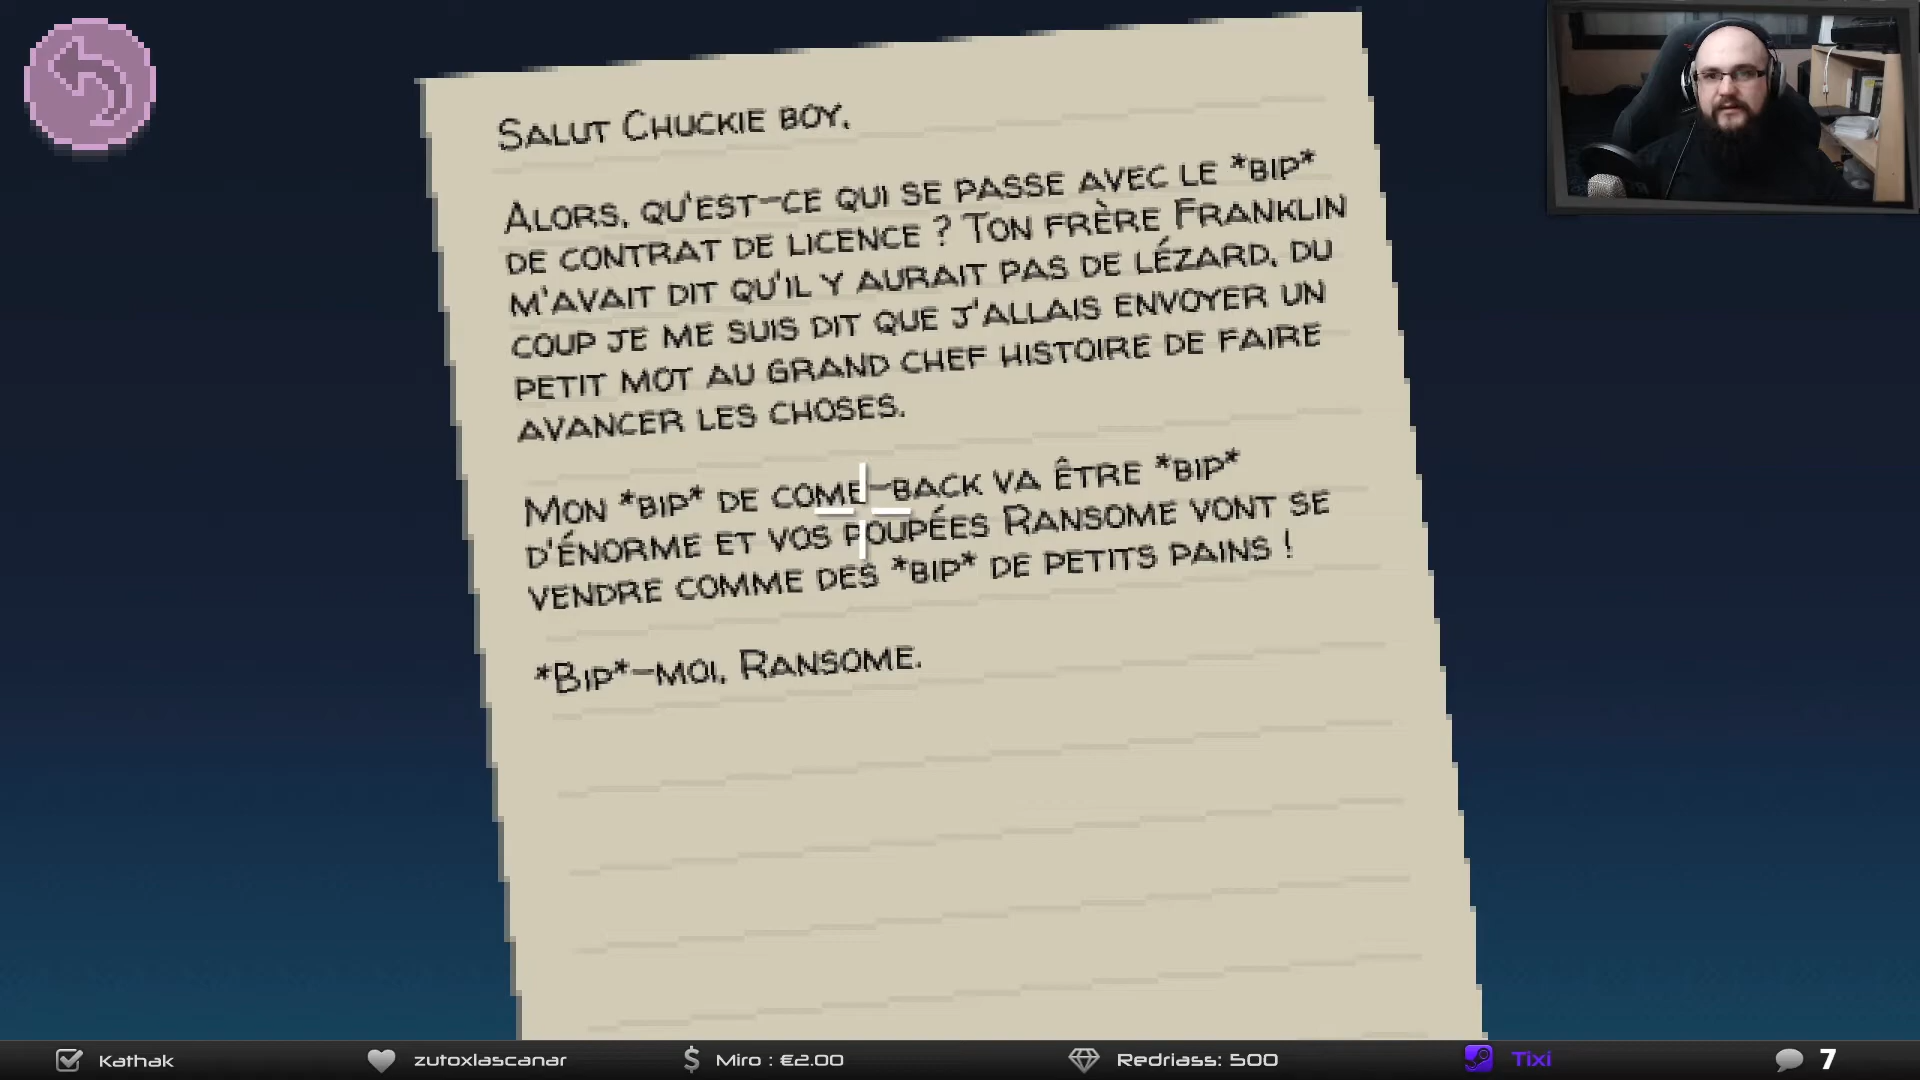 Salut Chuckie boy,
Alors, qu'est-ce qui se passe avec le *bip*
de contrat de licence ? Ton frère Franklin
m'avait dit qu'il y aurait pas de lézard, du
coup je me suis dit que j'allais envoyer un
petit mot au grand chef histoire de faire
avancer les choses.
Mon *bip* de come-back va être *bip*
d'énorme et vos poupées Ransome vont se
vendre comme des *bip* de petits pains !
*Bip*-moi, Ransome.
Kathak
zutoxlascanar
Miro : €2.00
Redriass: 500
Tixi
7